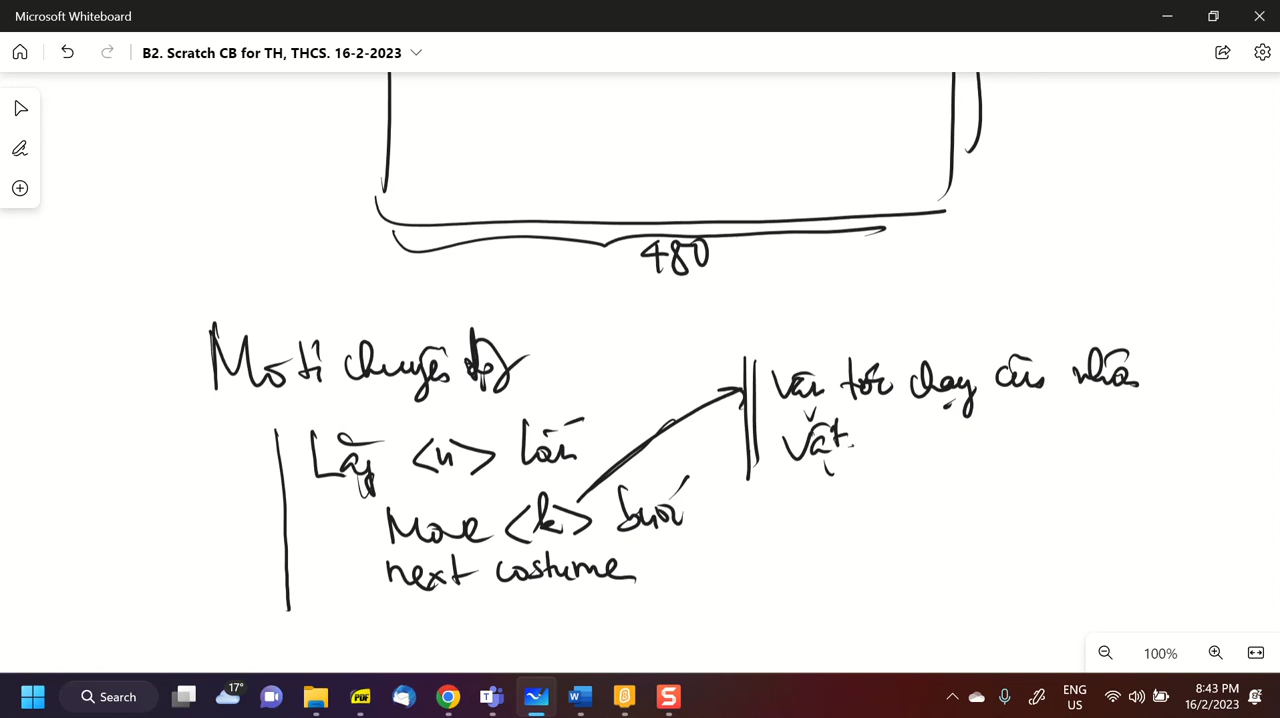 Microsoft Whiteboard
B2. Scratch CB for TH, THCS. 16-2-2023
480
Mô tả chuyển động
Lặp <n> lần
Move <k> bước
next costume
Vận tốc chạy của nhân
vật.
100%
17°
Search
ENG
US
8:43 PM
16/2/2023